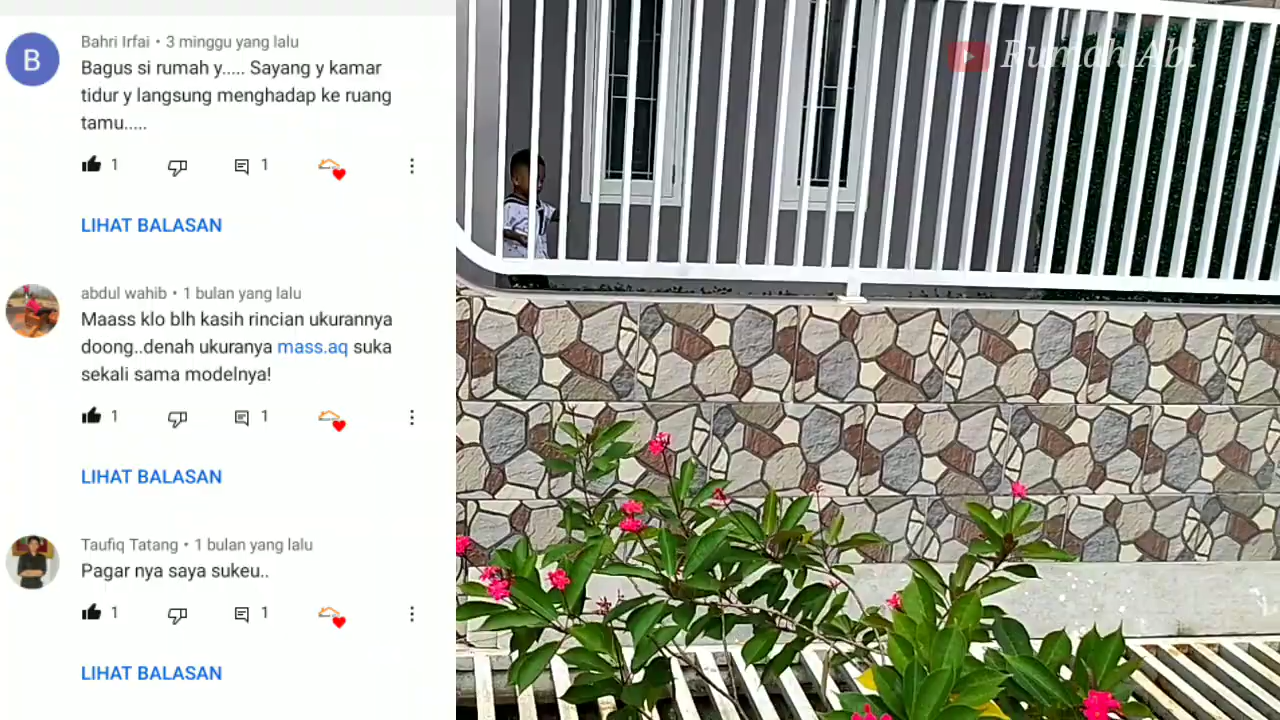 B
Bahri Irfai • 3 minggu yang lalu
Bagus si rumah y..... Sayang y kamar
tidur y langsung menghadap ke ruang
tamu.....
1
1
LIHAT BALASAN
abdul wahib • 1 bulan yang lalu
Maass klo blh kasih rincian ukurannya
doong..denah ukuranya mass.aq suka
sekali sama modelnya!
1
1
LIHAT BALASAN
Taufiq Tatang • 1 bulan yang lalu
Pagar nya saya sukeu..
1
1
LIHAT BALASAN
Rumah Abi